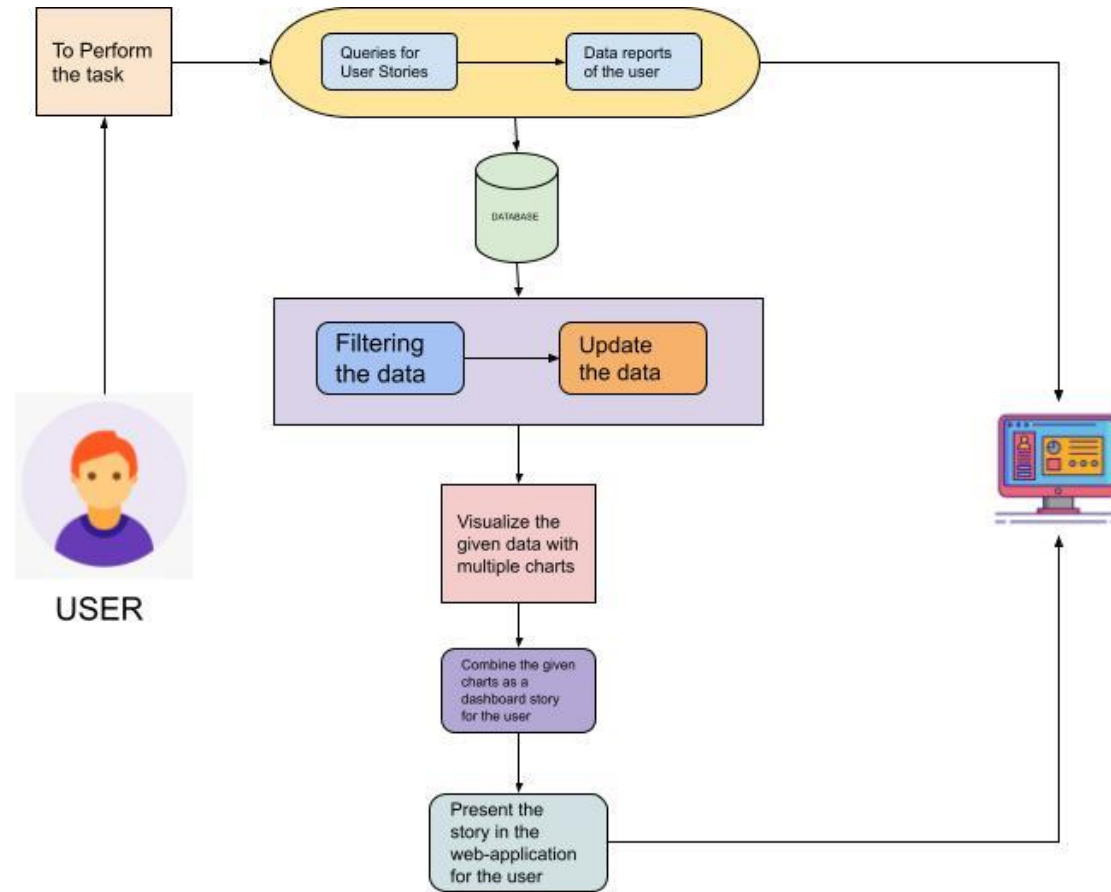 To Perform
the task
Queries for
User Stories
Data reports
of the user
DATABASE
Filtering
the data
Update
the data
USER
Visualize the
given data with
multiple charts
Combine the given
charts as a
dashboard story
for the user
Present the
story in the
web-application
for the user